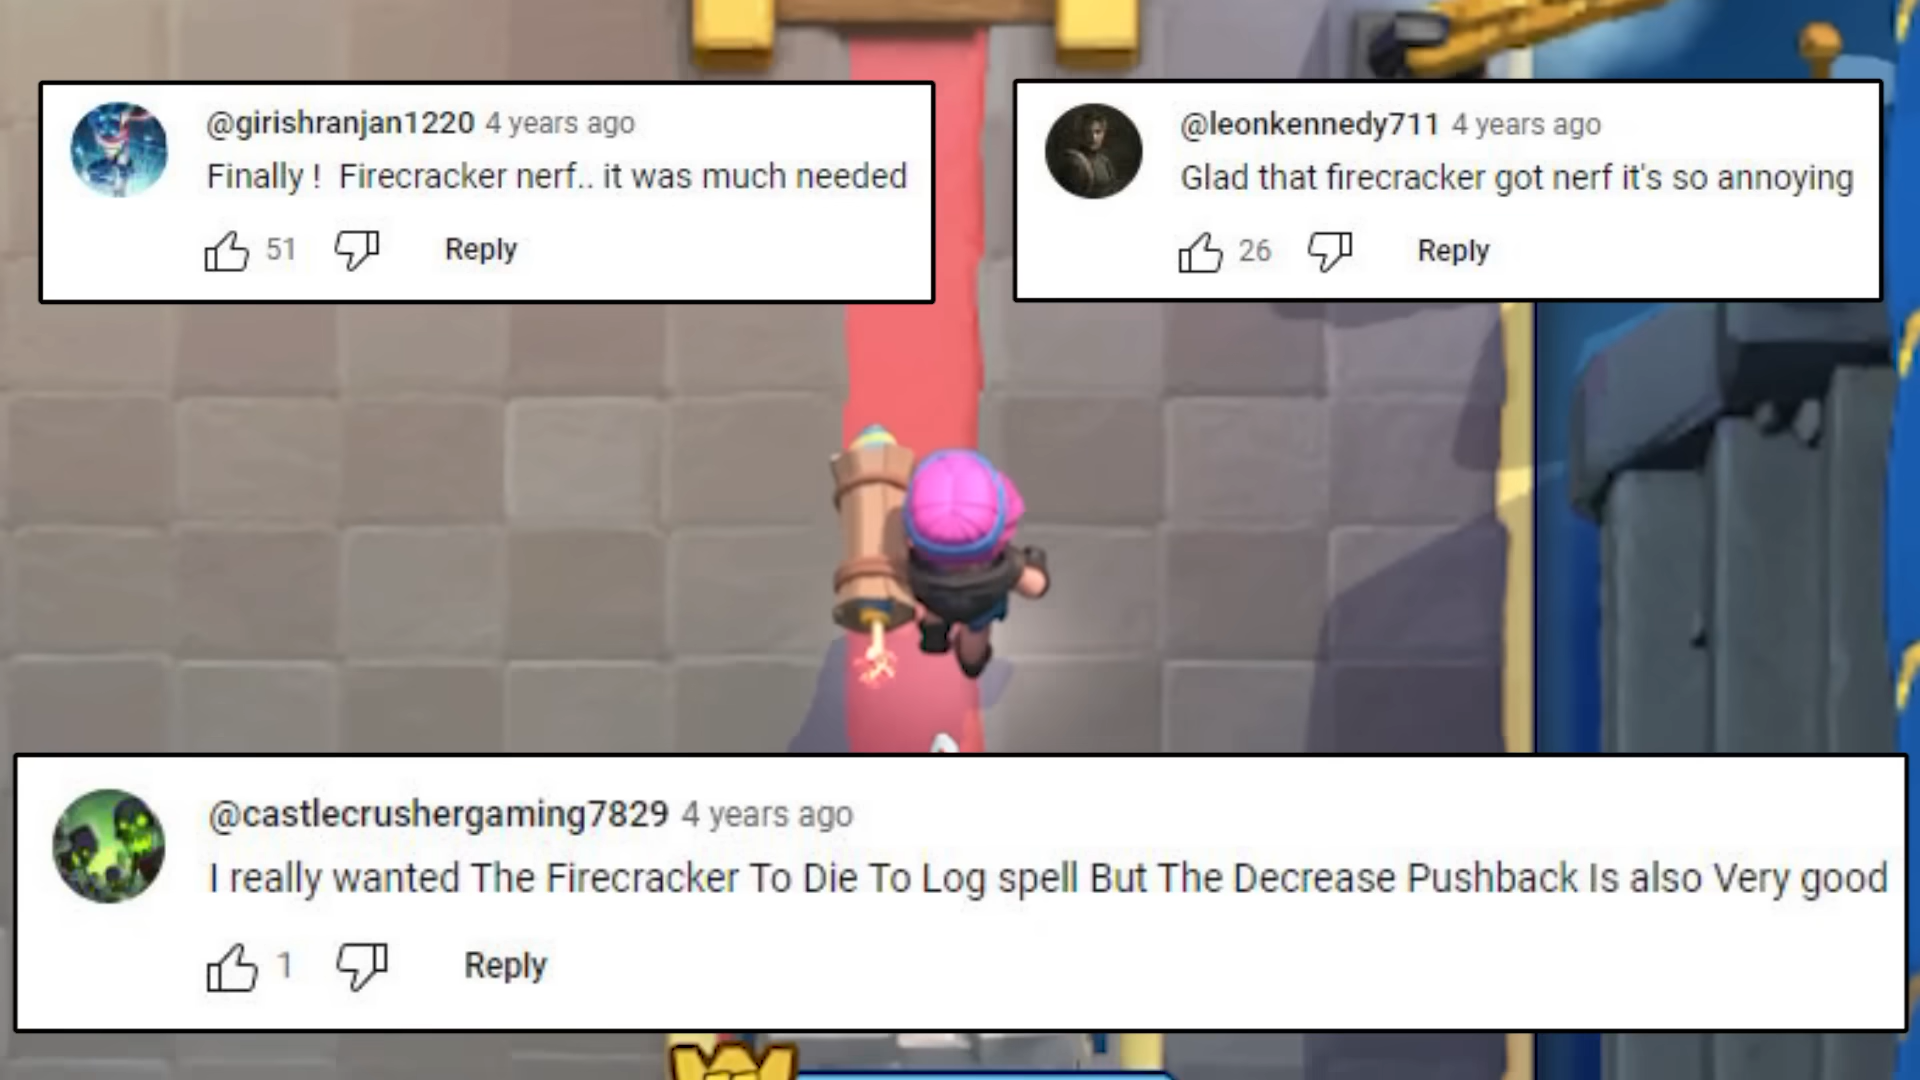 @girishranjan1220 4 years ago
Finally ! Firecracker nerf.. it was much needed
51 Reply
@leonkennedy711 4 years ago
Glad that firecracker got nerf it's so annoying
26 Reply
@castlecrushergaming7829 4 years ago
I really wanted The Firecracker To Die To Log spell But The Decrease Pushback Is also Very good
1 Reply